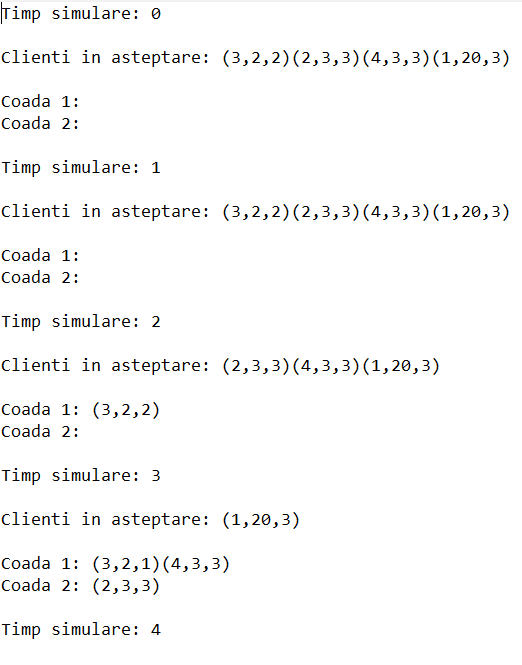 Timp simulare: 0
Clienti in asteptare: (3,2,2)(2,3,3)(4,3,3)(1,20,3)
Coada 1:
Coada 2:
Timp simulare: 1
Clienti in asteptare: (3,2,2)(2,3,3)(4,3,3)(1,20,3)
Coada 1:
Coada 2:
Timp simulare: 2
Clienti in asteptare: (2,3,3)(4,3,3)(1,20,3)
Coada 1: (3,2,2)
Coada 2:
Timp simulare: 3
Clienti in asteptare: (1,20,3)
Coada 1: (3,2,1)(4,3,3)
Coada 2: (2,3,3)
Timp simulare: 4